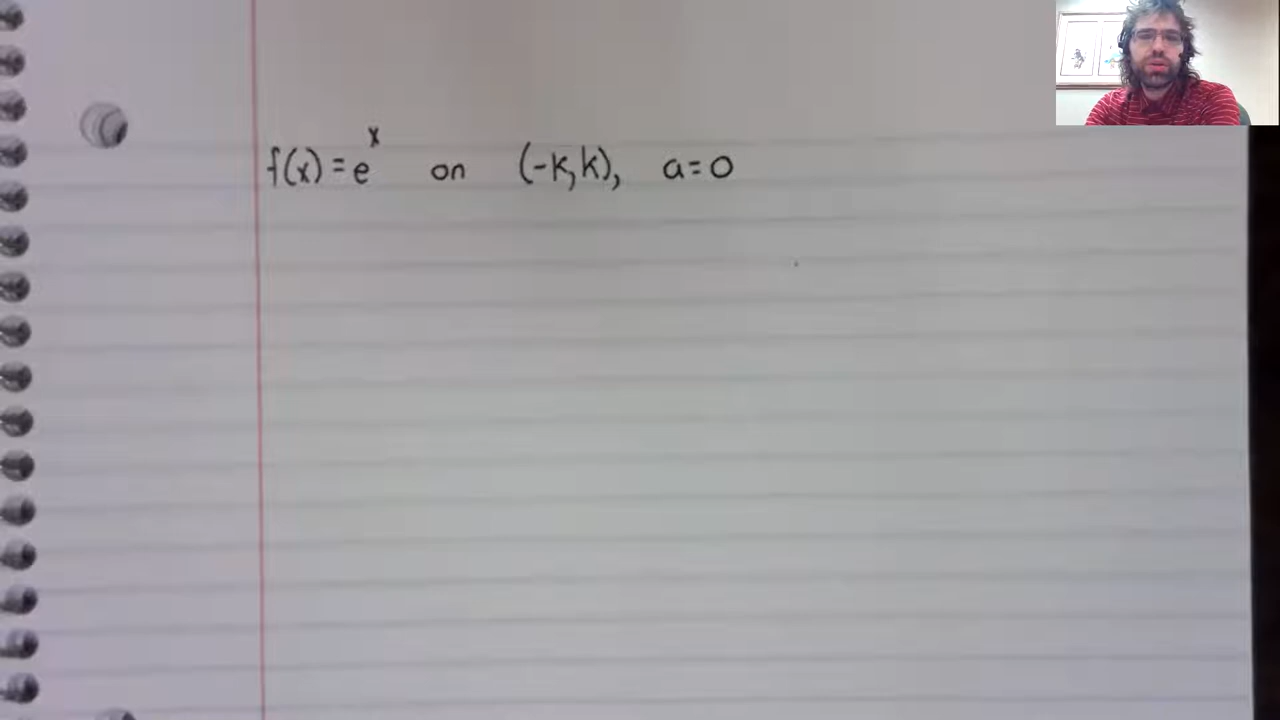 f(x) = e^x on (-k,k), a=0